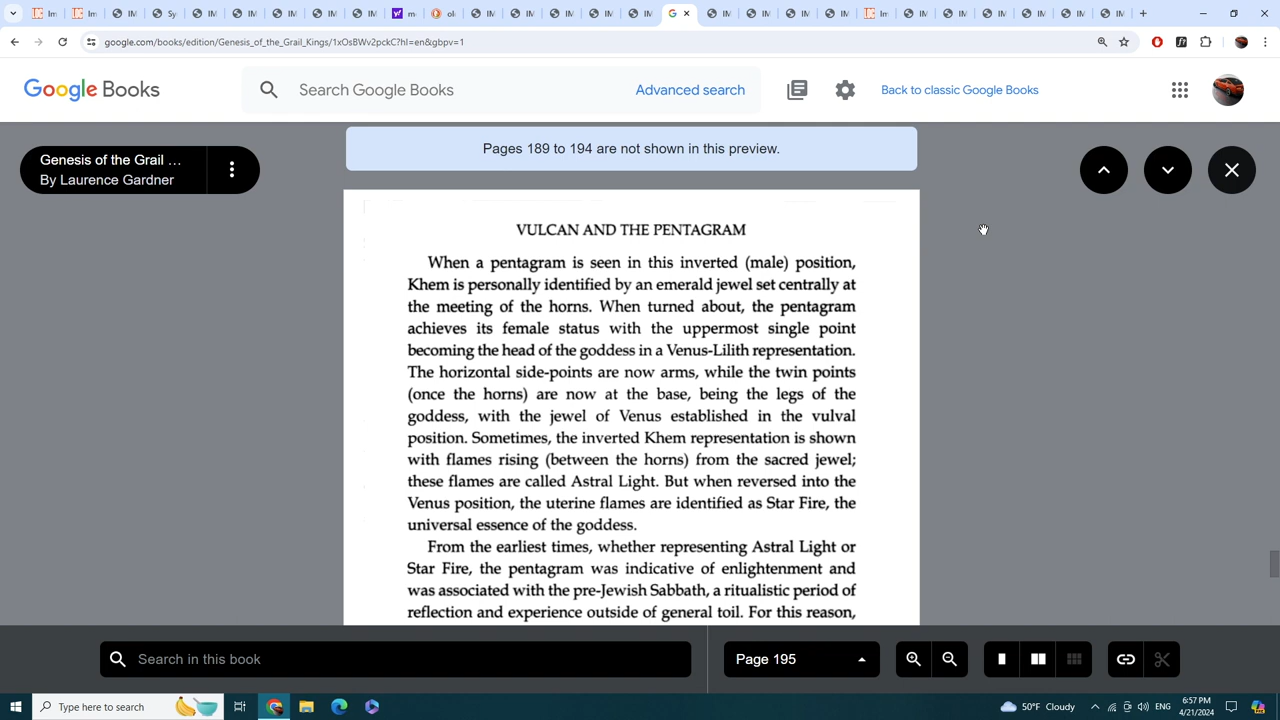 google.com/books/edition/Genesis_of_the_Grail_Kings/1xOsBWv2pckC?hl=en&gbpv=1
Google Books
Search Google Books
Advanced search
Back to classic Google Books
Pages 189 to 194 are not shown in this preview.
Genesis of the Grail ...
By Laurence Gardner
VULCAN AND THE PENTAGRAM
When a pentagram is seen in this inverted (male) position,
Khem is personally identified by an emerald jewel set centrally at
the meeting of the horns. When turned about, the pentagram
achieves its female status with the uppermost single point
becoming the head of the goddess in a Venus-Lilith representation.
The horizontal side-points are now arms, while the twin points
(once the horns) are now at the base, being the legs of the
goddess, with the jewel of Venus established in the vulval
position. Sometimes, the inverted Khem representation is shown
with flames rising (between the horns) from the sacred jewel;
these flames are called Astral Light. But when reversed into the
Venus position, the uterine flames are identified as Star Fire, the
universal essence of the goddess.
From the earliest times, whether representing Astral Light or
Star Fire, the pentagram was indicative of enlightenment and
was associated with the pre-Jewish Sabbath, a ritualistic period of
reflection and experience outside of general toil. For this reason,
Search in this book
Page 195
Type here to search
50°F Cloudy
ENG
6:57 PM
4/21/2024